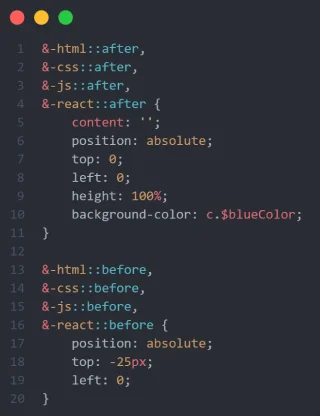 1 &-html::after,
2 &-css::after,
3 &-js::after,
4 &-react::after {
5     content: '';
6     position: absolute;
7     top: 0;
8     left: 0;
9     height: 100%;
10     background-color: c.$blueColor;
11 }
12
13 &-html::before,
14 &-css::before,
15 &-js::before,
16 &-react::before {
17     position: absolute;
18     top: -25px;
19     left: 0;
20 }